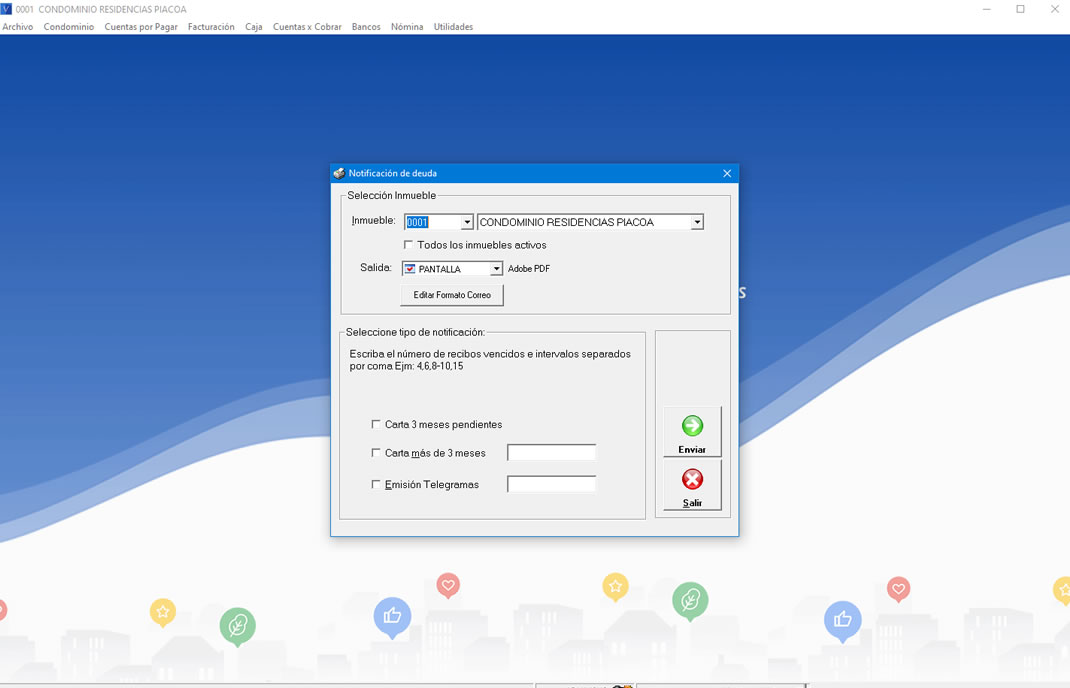 0001 CONDOMINIO RESIDENCIAS PIACOA
Archivo Condominio Cuentas por Pagar Facturación Caja Cuentas x Cobrar Bancos Nómina Utilidades
Notificación de deuda
Selección Inmueble
Inmueble: 0001 CONDOMINIO RESIDENCIAS PIACOA
Todos los inmuebles activos
Salida: PANTALLA Adobe PDF
Editar Formato Correo
s
Seleccione tipo de notificación:
Escriba el número de recibos vencidos e intervalos separados
por coma Ejm: 4,6,8-10,15
Carta 3 meses pendientes
Carta más de 3 meses
Emisión Telegramas
Enviar
Salir